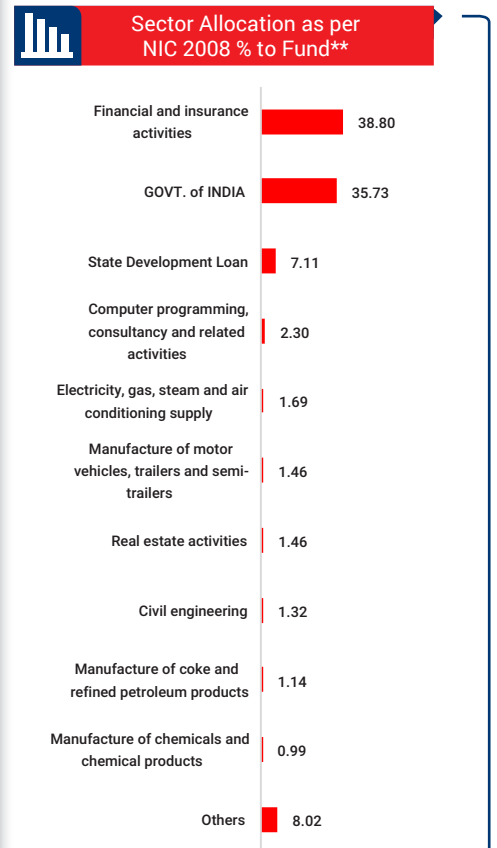 Sector Allocation as per
NIC 2008 % to Fund**
Financial and insurance
activities
38.80
GOVT. of INDIA
35.73
State Development Loan
7.11
Computer programming,
consultancy and related
activities
2.30
Electricity, gas, steam and air
conditioning supply
1.69
Manufacture of motor
vehicles, trailers and semi-
trailers
1.46
Real estate activities
1.46
Civil engineering
1.32
Manufacture of coke and
refined petroleum products
1.14
Manufacture of chemicals and
chemical products
0.99
Others
8.02